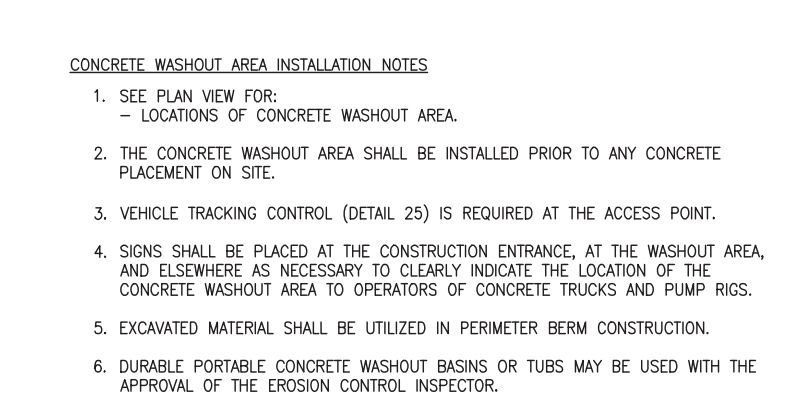 CONCRETE WASHOUT AREA INSTALLATION NOTES
1. SEE PLAN VIEW FOR:
– LOCATIONS OF CONCRETE WASHOUT AREA.
2. THE CONCRETE WASHOUT AREA SHALL BE INSTALLED PRIOR TO ANY CONCRETE
PLACEMENT ON SITE.
3. VEHICLE TRACKING CONTROL (DETAIL 25) IS REQUIRED AT THE ACCESS POINT.
4. SIGNS SHALL BE PLACED AT THE CONSTRUCTION ENTRANCE, AT THE WASHOUT AREA,
AND ELSEWHERE AS NECESSARY TO CLEARLY INDICATE THE LOCATION OF THE
CONCRETE WASHOUT AREA TO OPERATORS OF CONCRETE TRUCKS AND PUMP RIGS.
5. EXCAVATED MATERIAL SHALL BE UTILIZED IN PERIMETER BERM CONSTRUCTION.
6. DURABLE PORTABLE CONCRETE WASHOUT BASINS OR TUBS MAY BE USED WITH THE
APPROVAL OF THE EROSION CONTROL INSPECTOR.